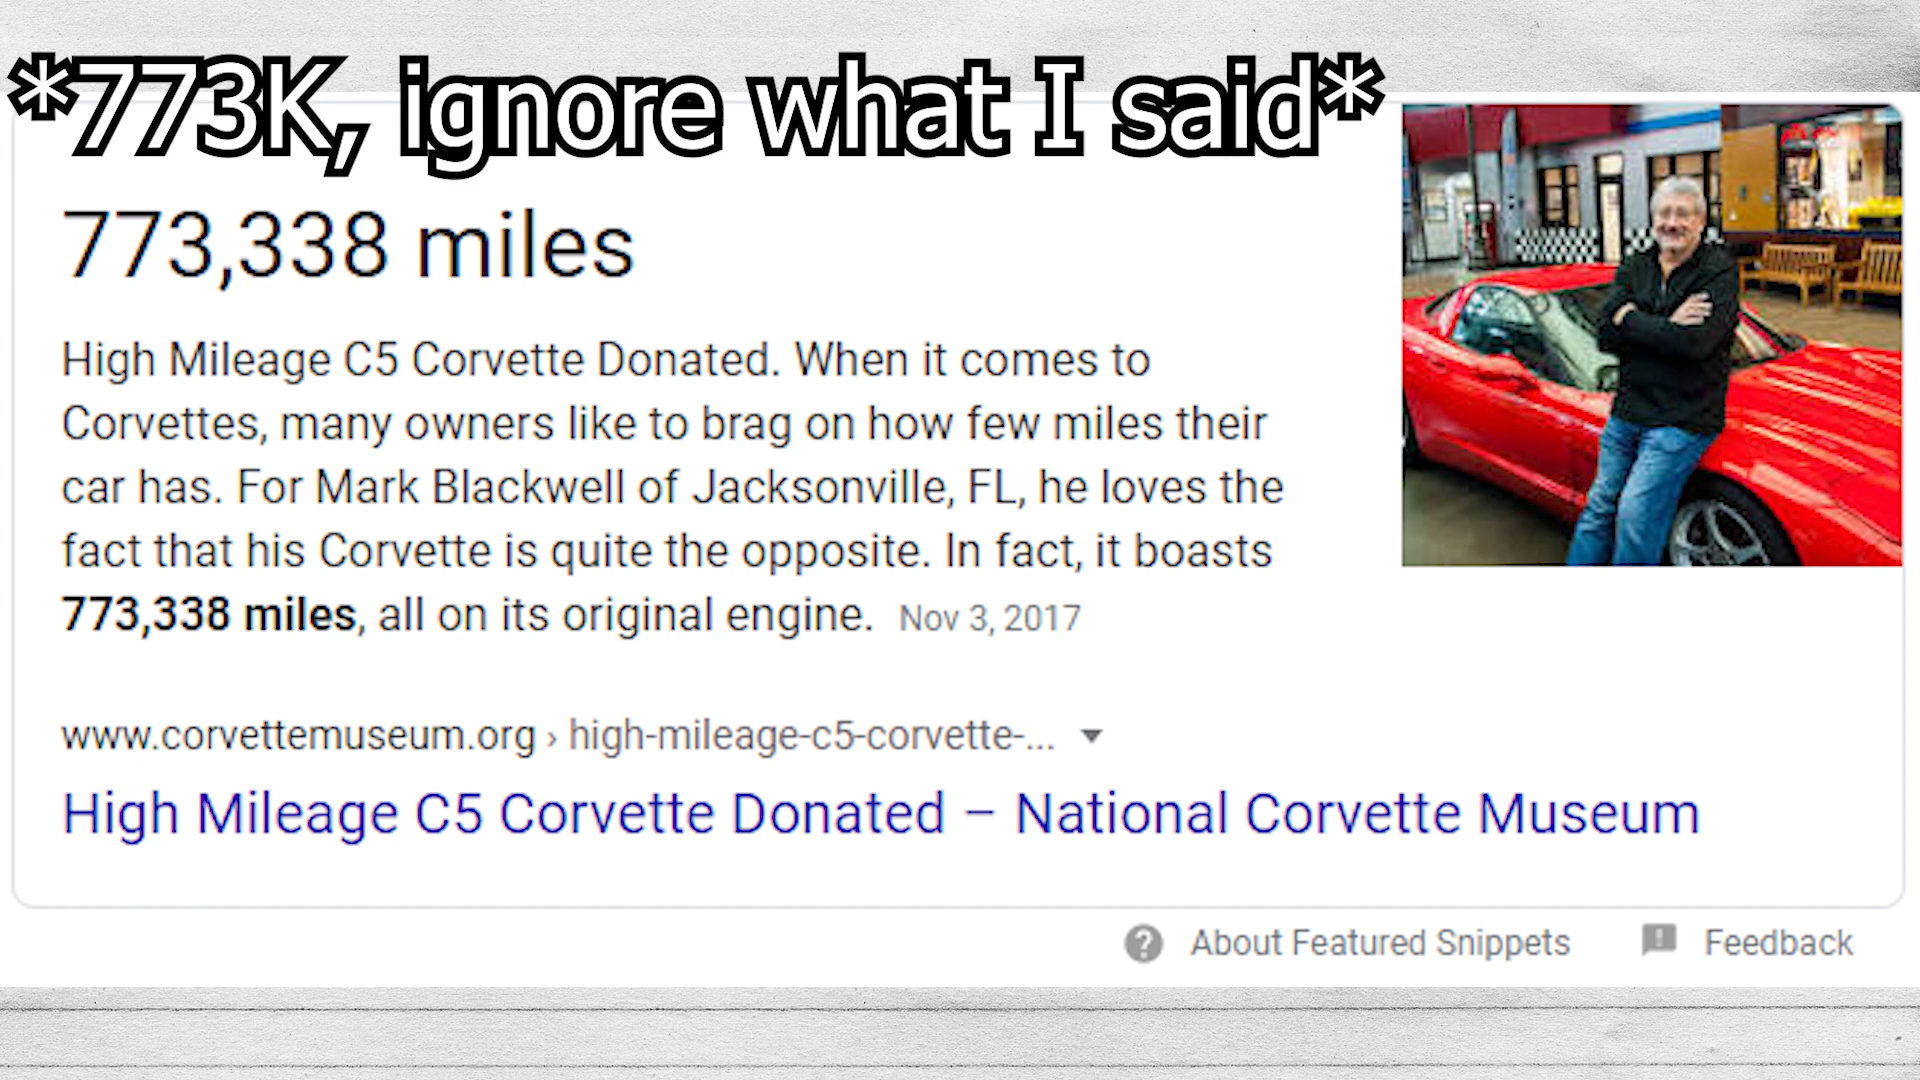 *773K, ignore what I said*
773,338 miles
High Mileage C5 Corvette Donated. When it comes to
Corvettes, many owners like to brag on how few miles their
car has. For Mark Blackwell of Jacksonville, FL, he loves the
fact that his Corvette is quite the opposite. In fact, it boasts
773,338 miles, all on its original engine. Nov 3, 2017
www.corvettemuseum.org › high-mileage-c5-corvette-...
High Mileage C5 Corvette Donated – National Corvette Museum
About Featured Snippets Feedback